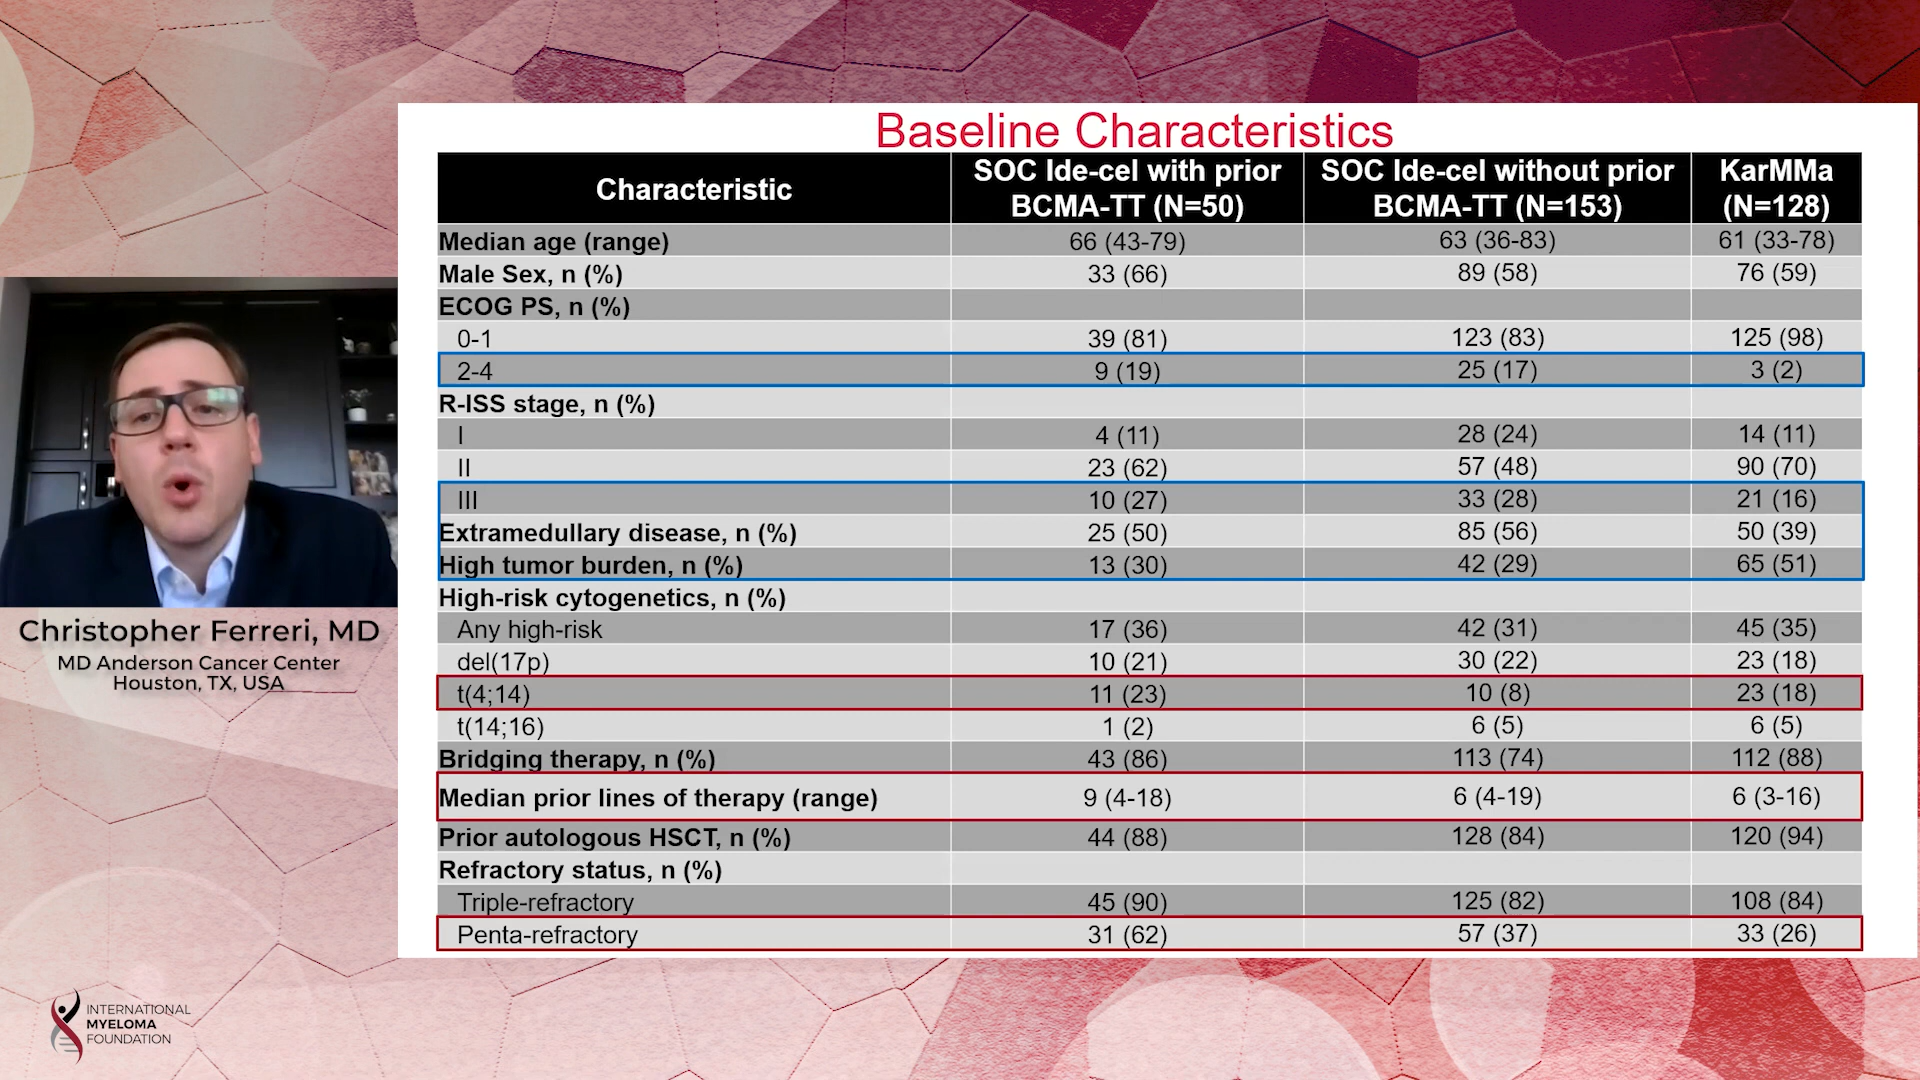 Baseline Characteristics
Characteristic SOC Ide-cel with prior BCMA-TT (N=50) SOC Ide-cel without prior BCMA-TT (N=153) KarMMa (N=128)
Median age (range) 66 (43-79) 63 (36-83) 61 (33-78)
Male Sex, n (%) 33 (66) 89 (58) 76 (59)
ECOG PS, n (%)
0-1 39 (81) 123 (83) 125 (98)
2-4 9 (19) 25 (17) 3 (2)
R-ISS stage, n (%)
I 4 (11) 28 (24) 14 (11)
II 23 (62) 57 (48) 90 (70)
III 10 (27) 33 (28) 21 (16)
Extramedullary disease, n (%) 25 (50) 85 (56) 50 (39)
High tumor burden, n (%) 13 (30) 42 (29) 65 (51)
High-risk cytogenetics, n (%)
Any high-risk 17 (36) 42 (31) 45 (35)
del(17p) 10 (21) 30 (22) 23 (18)
t(4;14) 11 (23) 10 (8) 23 (18)
t(14;16) 1 (2) 6 (5) 6 (5)
Bridging therapy, n (%) 43 (86) 113 (74) 112 (88)
Median prior lines of therapy (range) 9 (4-18) 6 (4-19) 6 (3-16)
Prior autologous HSCT, n (%) 44 (88) 128 (84) 120 (94)
Refractory status, n (%)
Triple-refractory 45 (90) 125 (82) 108 (84)
Penta-refractory 31 (62) 57 (37) 33 (26)
Christopher Ferreri, MD
MD Anderson Cancer Center
Houston, TX, USA
INTERNATIONAL
MYELOMA
FOUNDATION